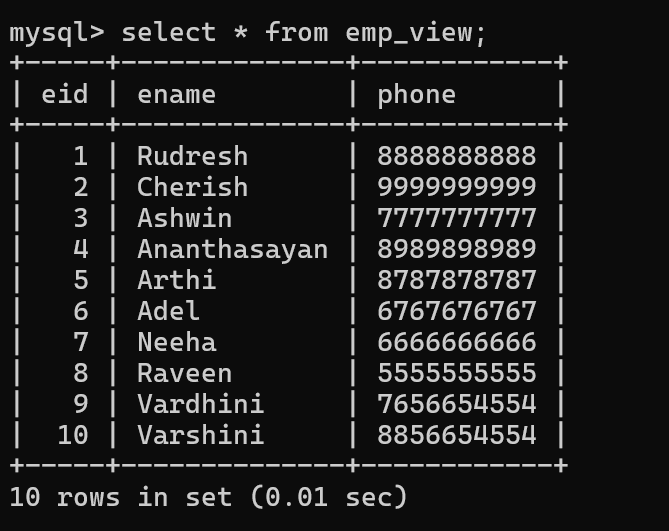 mysql> select * from emp_view;
+-----+--------------+------------+
| eid | ename        | phone      |
+-----+--------------+------------+
|   1 | Rudresh      | 8888888888 |
|   2 | Cherish      | 9999999999 |
|   3 | Ashwin       | 7777777777 |
|   4 | Ananthasayan | 8989898989 |
|   5 | Arthi        | 8787878787 |
|   6 | Adel         | 6767676767 |
|   7 | Neeha        | 6666666666 |
|   8 | Raveen       | 5555555555 |
|   9 | Vardhini     | 7656654554 |
|  10 | Varshini     | 8856654554 |
+-----+--------------+------------+
10 rows in set (0.01 sec)